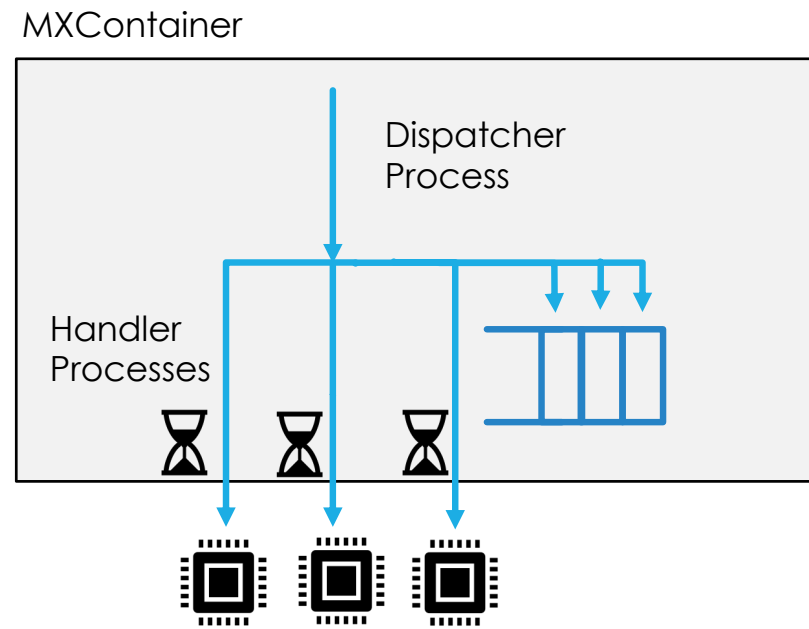 MXContainer
Dispatcher
Process
Handler
Processes